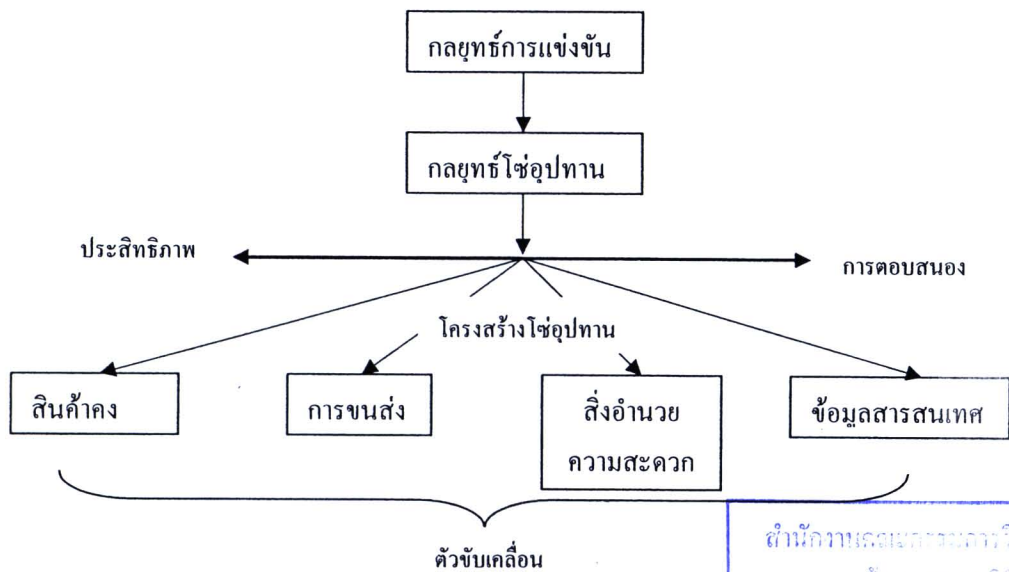 กลยุทธ์การแข่งขัน
กลยุทธ์โซ่อุปทาน
ประสิทธิภาพ
การตอบสนอง
โครงสร้างโซ่อุปทาน
สินค้าคง
การขนส่ง
สิ่งอำนวย
ความสะดวก
ข้อมูลสารสนเทศ
ตัวขับเคลื่อน